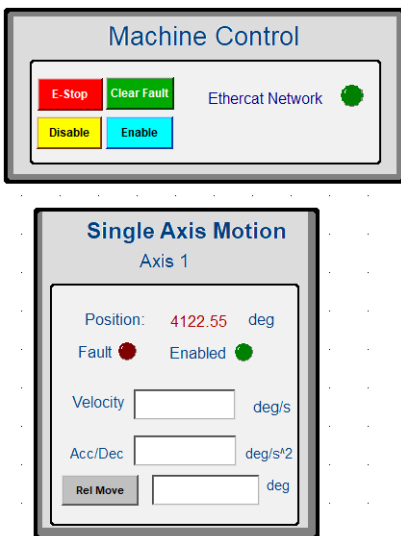 Machine Control
E-Stop Clear Fault Ethercat Network
Disable Enable
Single Axis Motion
Axis 1
Position: 4122.55 deg
Fault Enabled
Velocity deg/s
Acc/Dec deg/s^2
Rel Move deg